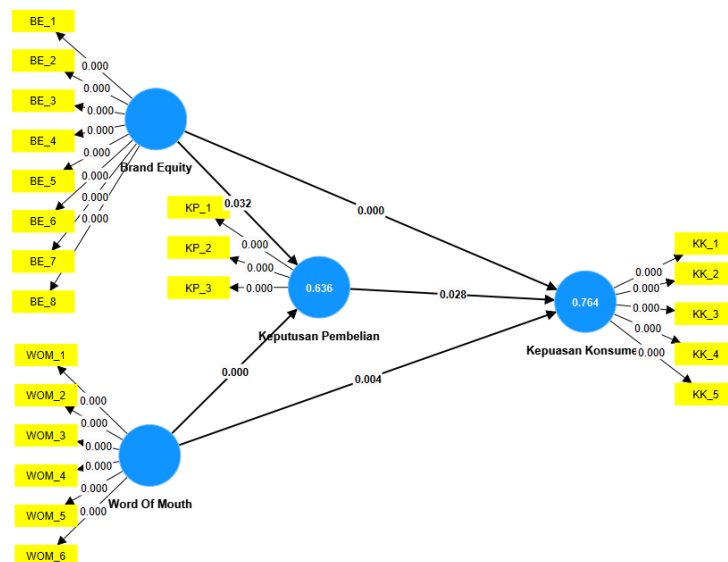 BE_1
BE_2
BE_3
BE_4
BE_5
BE_6
BE_7
BE_8
0.000
0.000
0.000
0.000
0.000
0.000
0.000
0.000
Brand Equity
0.032
0.000
KP_1
KP_2
KP_3
0.000
0.000
0.000
0.636
Keputusan Pembelian
0.028
0.000
0.004
WOM_1
WOM_2
WOM_3
WOM_4
WOM_5
WOM_6
0.000
0.000
0.000
0.000
0.000
0.000
Word Of Mouth
0.764
Kepuasan Konsume
0.000
0.000
0.000
0.000
0.000
KK_1
KK_2
KK_3
KK_4
KK_5